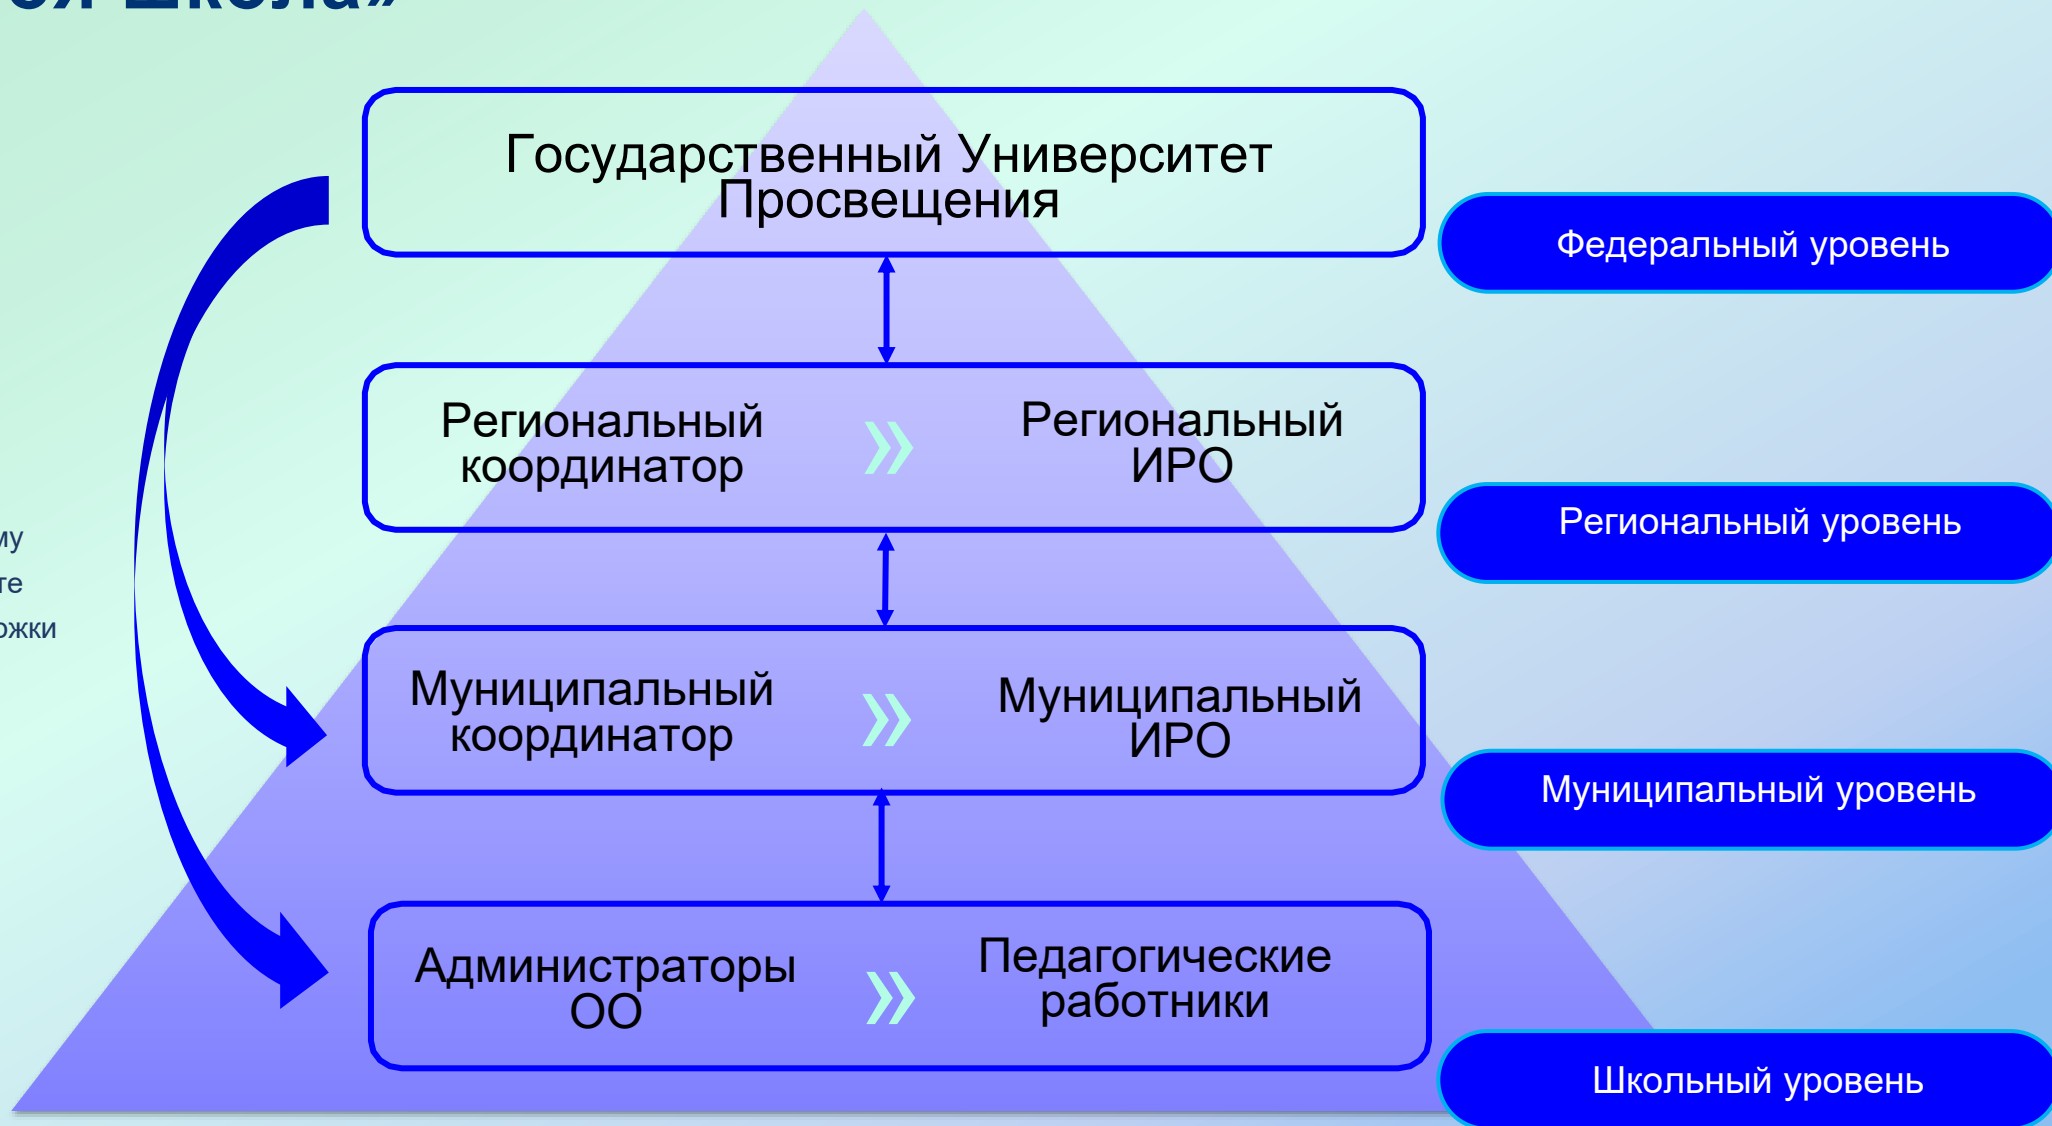 Школа»
Государственный Университет
Просвещения
Федеральный уровень
Региональный
координатор
»
Региональный
ИРО
Региональный уровень
Муниципальный
координатор
»
Муниципальный
ИРО
Муниципальный уровень
Администраторы
ОО
»
Педагогические
работники
Школьный уровень